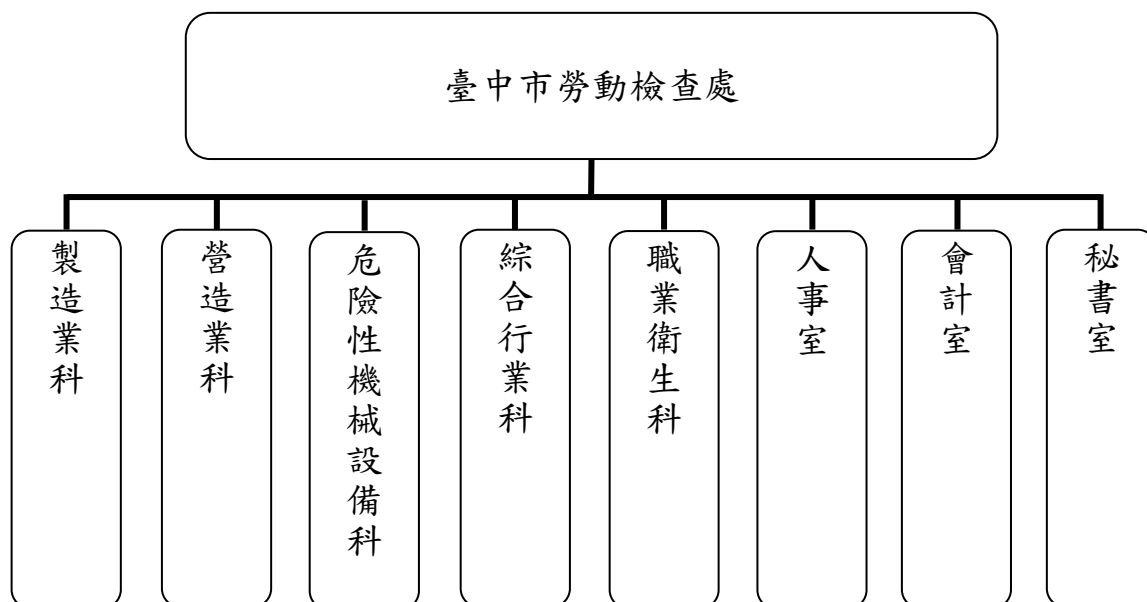 臺中市勞動檢查處
製造業科
營造業科
危險性機械設備科
綜合行業科
職業衛生科
人事室
會計室
秘書室